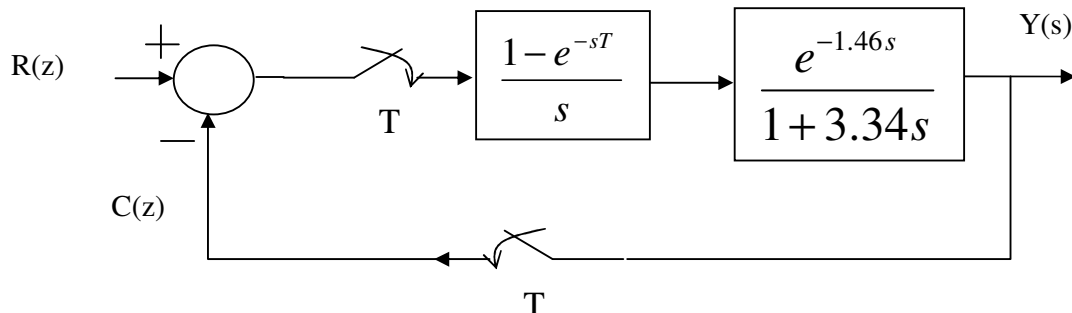 R(z)
+
−
C(z)
T
1 − e^{−sT}
s
e^{−1.46s}
1 + 3.34s
Y(s)
T